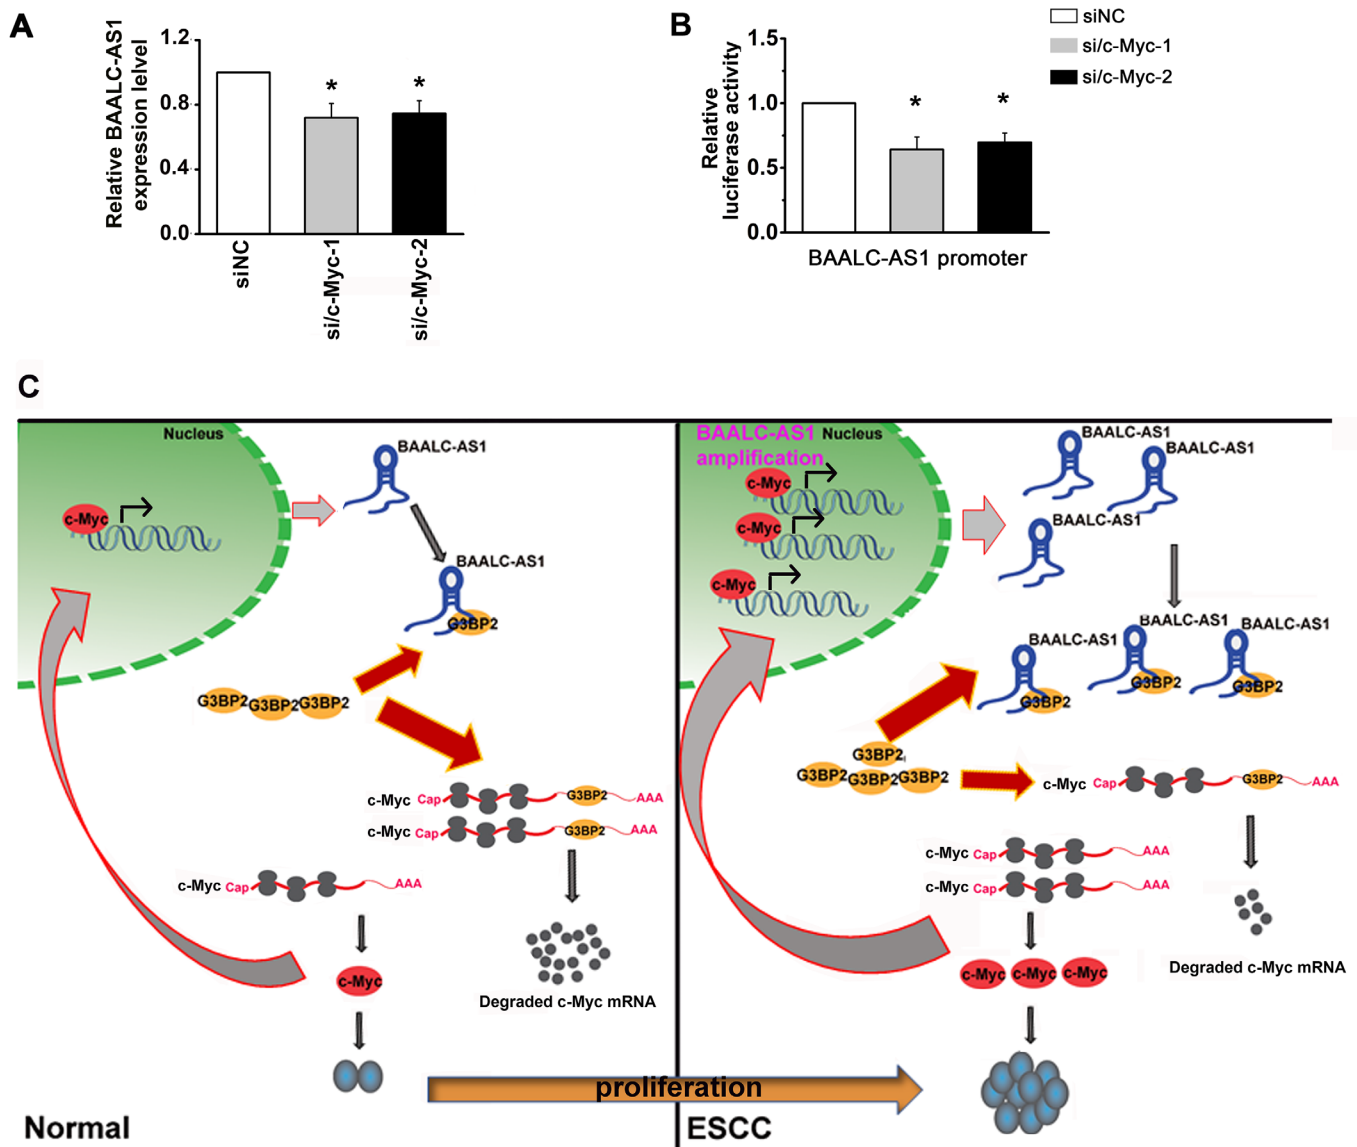 A
Relative BAALC-AS1
expression lelvel
1.2
0.8
0.4
0.0
*
*
siNC
si/c-Myc-1
si/c-Myc-2
B
Relative
luciferase activity
1.5
1.0
0.5
0.0
*
*
BAALC-AS1 promoter
siNC
si/c-Myc-1
si/c-Myc-2
C
Nucleus
c-Myc
BAALC-AS1
BAALC-AS1
G3BP2
G3BP2
G3BP2
G3BP2
c-Myc Cap G3BP2 AAA
c-Myc Cap G3BP2 AAA
c-Myc Cap AAA
c-Myc
Degraded c-Myc mRNA
Normal
BAALC-AS1
amplification
Nucleus
c-Myc
c-Myc
c-Myc
BAALC-AS1
BAALC-AS1
BAALC-AS1
BAALC-AS1
BAALC-AS1
BAALC-AS1
G3BP2
G3BP2
G3BP2
G3BP2
G3BP2
G3BP2
G3BP2
c-Myc Cap G3BP2 AAA
c-Myc Cap AAA
c-Myc Cap AAA
c-Myc
c-Myc
c-Myc
Degraded c-Myc mRNA
proliferation
ESCC